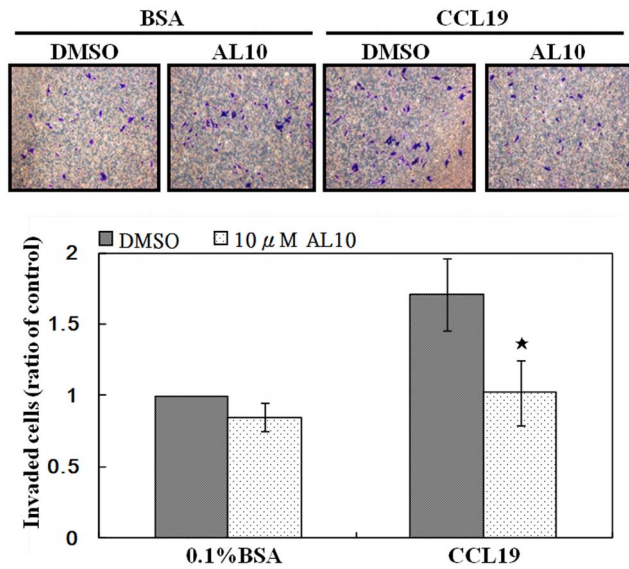 BSA CCL19
DMSO AL10 DMSO AL10
DMSO 10 μM AL10
Invaded cells (ratio of control)
2
1.5
1
0.5
0
0.1%BSA CCL19